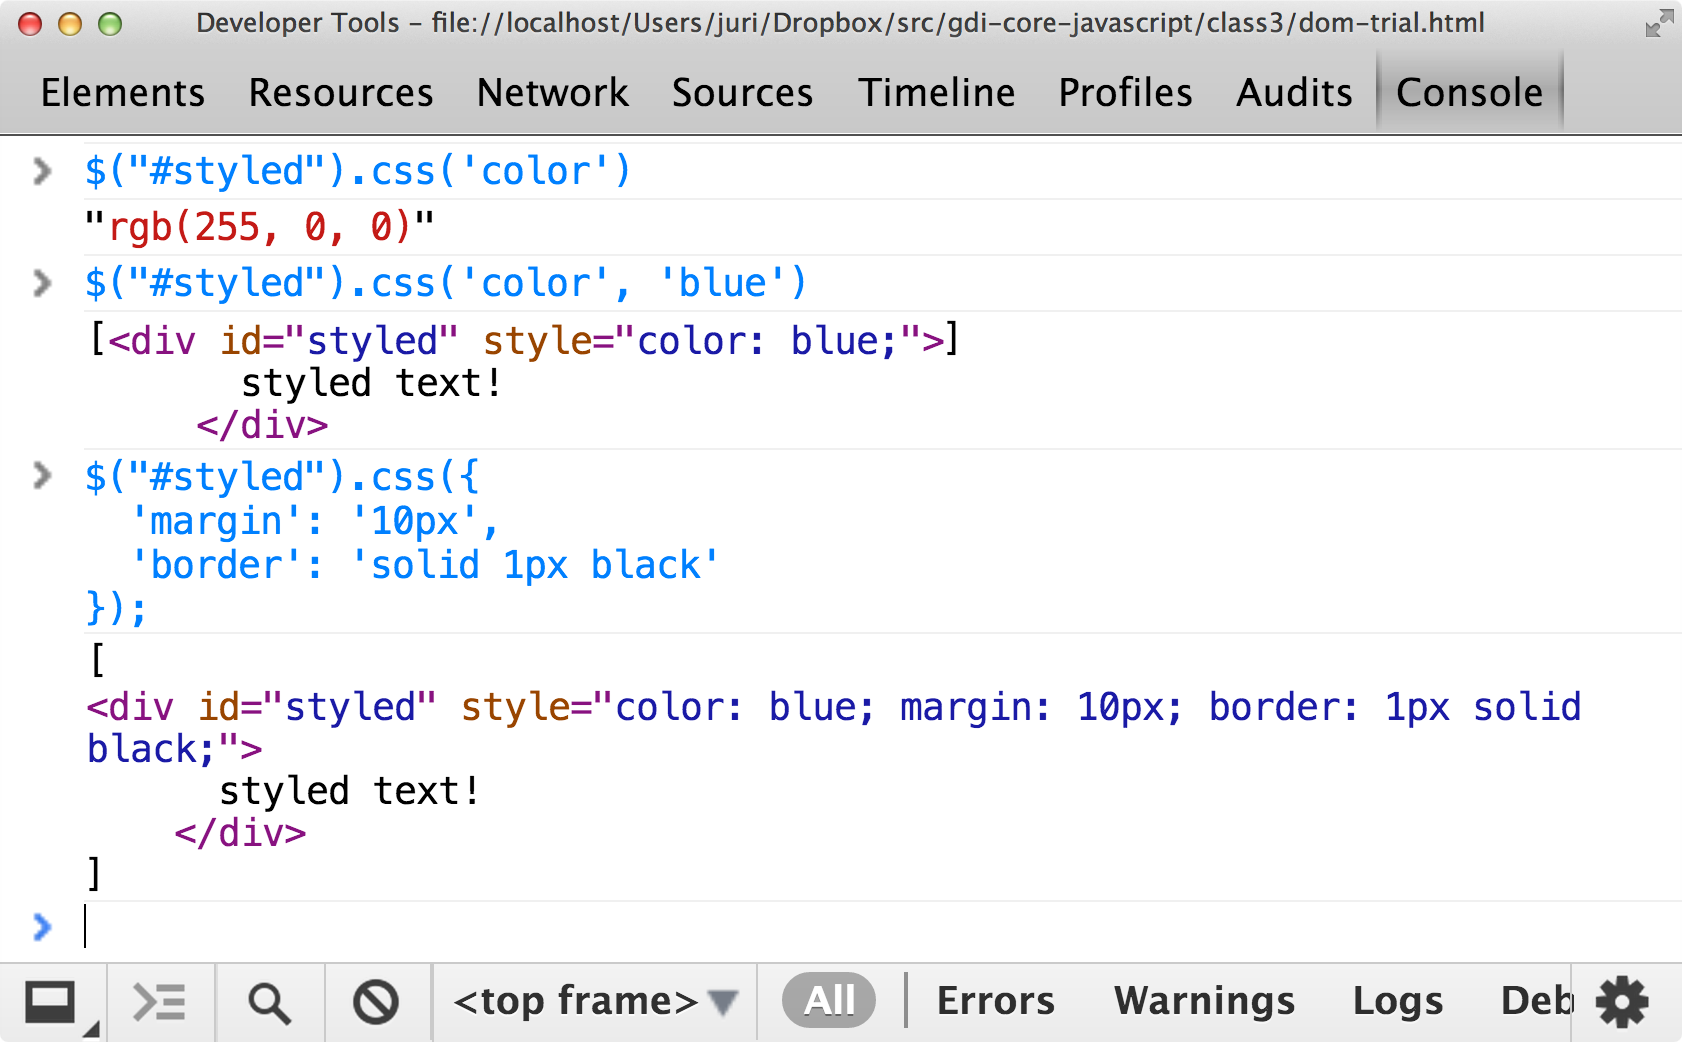 Developer Tools - file://localhost/Users/juri/Dropbox/src/gdi-core-javascript/class3/dom-trial.html
Elements Resources Network Sources Timeline Profiles Audits Console
$("#styled").css('color')
"rgb(255, 0, 0)"
$("#styled").css('color', 'blue')
[<div id="styled" style="color: blue;">]
styled text!
</div>
$("#styled").css({
'margin': '10px',
'border': 'solid 1px black'
});
[
<div id="styled" style="color: blue; margin: 10px; border: 1px solid
black;">
styled text!
</div>
]
<top frame> All Errors Warnings Logs Deb